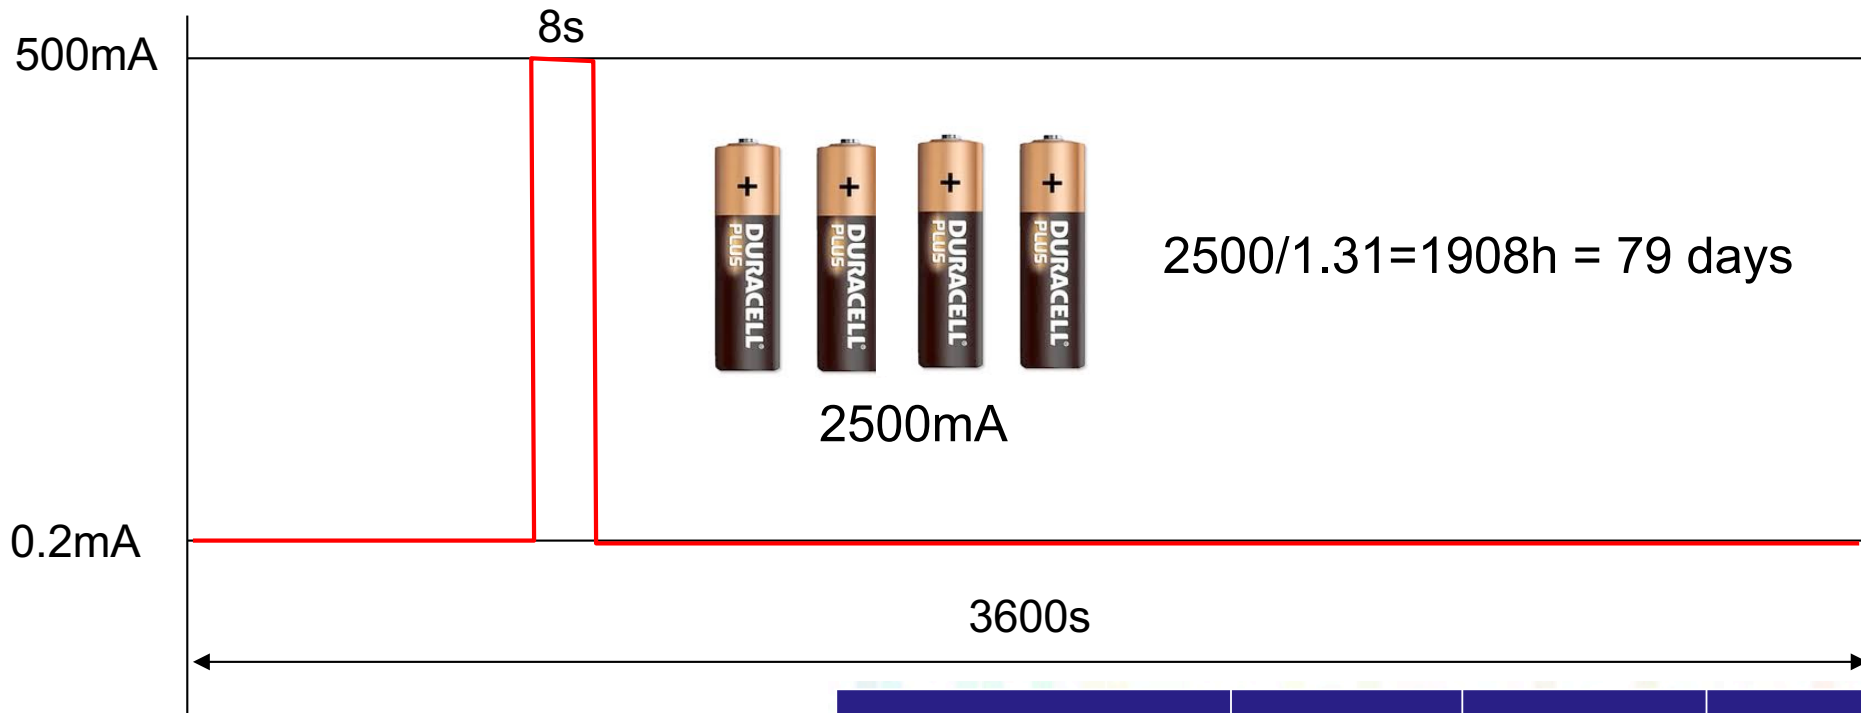 8s
500mA
+
+
+
+
DURACELL
PLUS
DURACELL
PLUS
DURACELL
PLUS
DURACELL
PLUS
2500/1.31=1908h = 79 days
2500mA
0.2mA
3600s